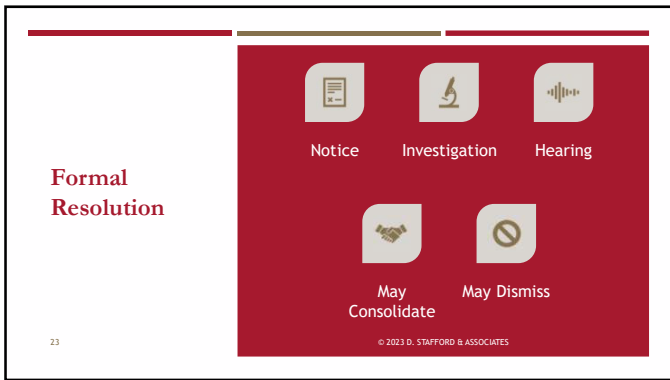 Formal
Resolution
Notice
Investigation
Hearing
May
Consolidate
May Dismiss
23
© 2023 D. STAFFORD & ASSOCIATES